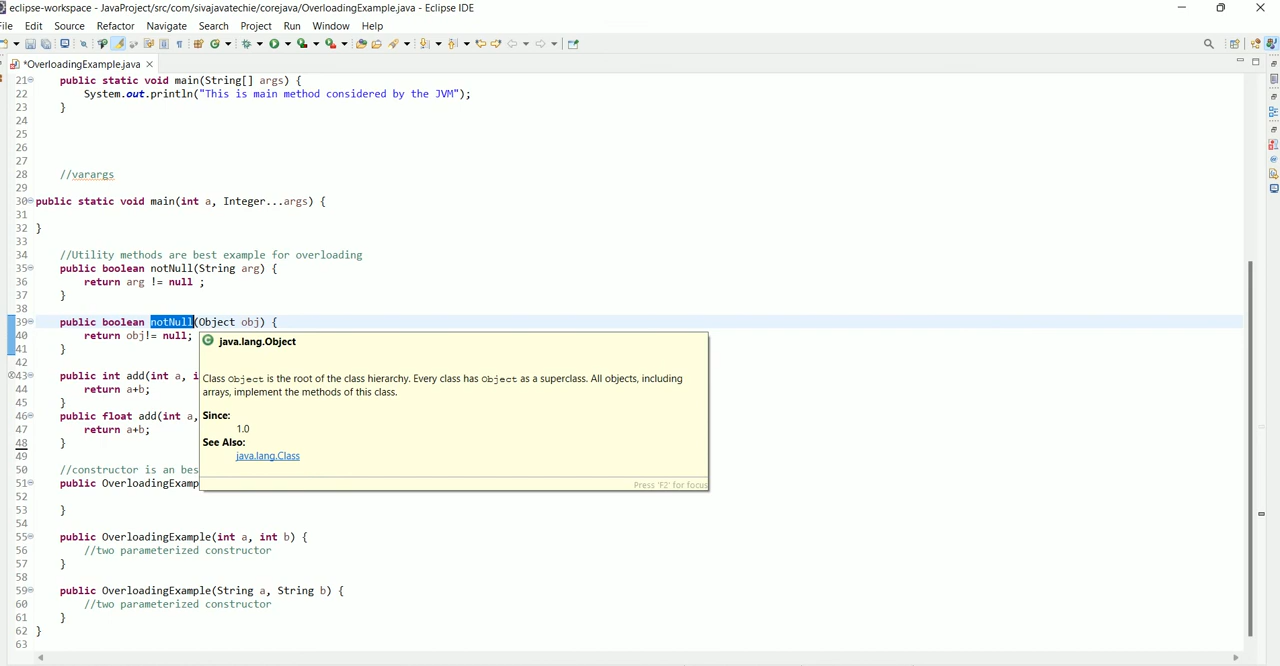 eclipse-workspace - JavaProject/src/com/sivajavatechie/corejava/OverloadingExample.java - Eclipse IDE
File Edit Source Refactor Navigate Search Project Run Window Help
*OverloadingExample.java
21 public static void main(String[] args) {
22 System.out.println("This is main method considered by the JVM");
23 }
24
25
26
27
28 //varargs
29
30 public static void main(int a, Integer...args) {
31
32 }
33
34 //Utility methods are best example for overloading
35 public boolean notNull(String arg) {
36 return arg != null ;
37 }
38
39 public boolean notNull(Object obj) {
40 return obj!= null;
41 }
42
43 public int add(int a, i
44 return a+b;
45 }
46 public float add(int a,
47 return a+b;
48 }
49
50 //constructor is an bes
51 public OverloadingExamp
52
53 }
54
55 public OverloadingExample(int a, int b) {
56 //two parameterized constructor
57 }
58
59 public OverloadingExample(String a, String b) {
60 //two parameterized constructor
61 }
62 }
63
java.lang.Object
Class Object is the root of the class hierarchy. Every class has Object as a superclass. All objects, including
arrays, implement the methods of this class.
Since:
1.0
See Also:
java.lang.Class
Press 'F2' for focus